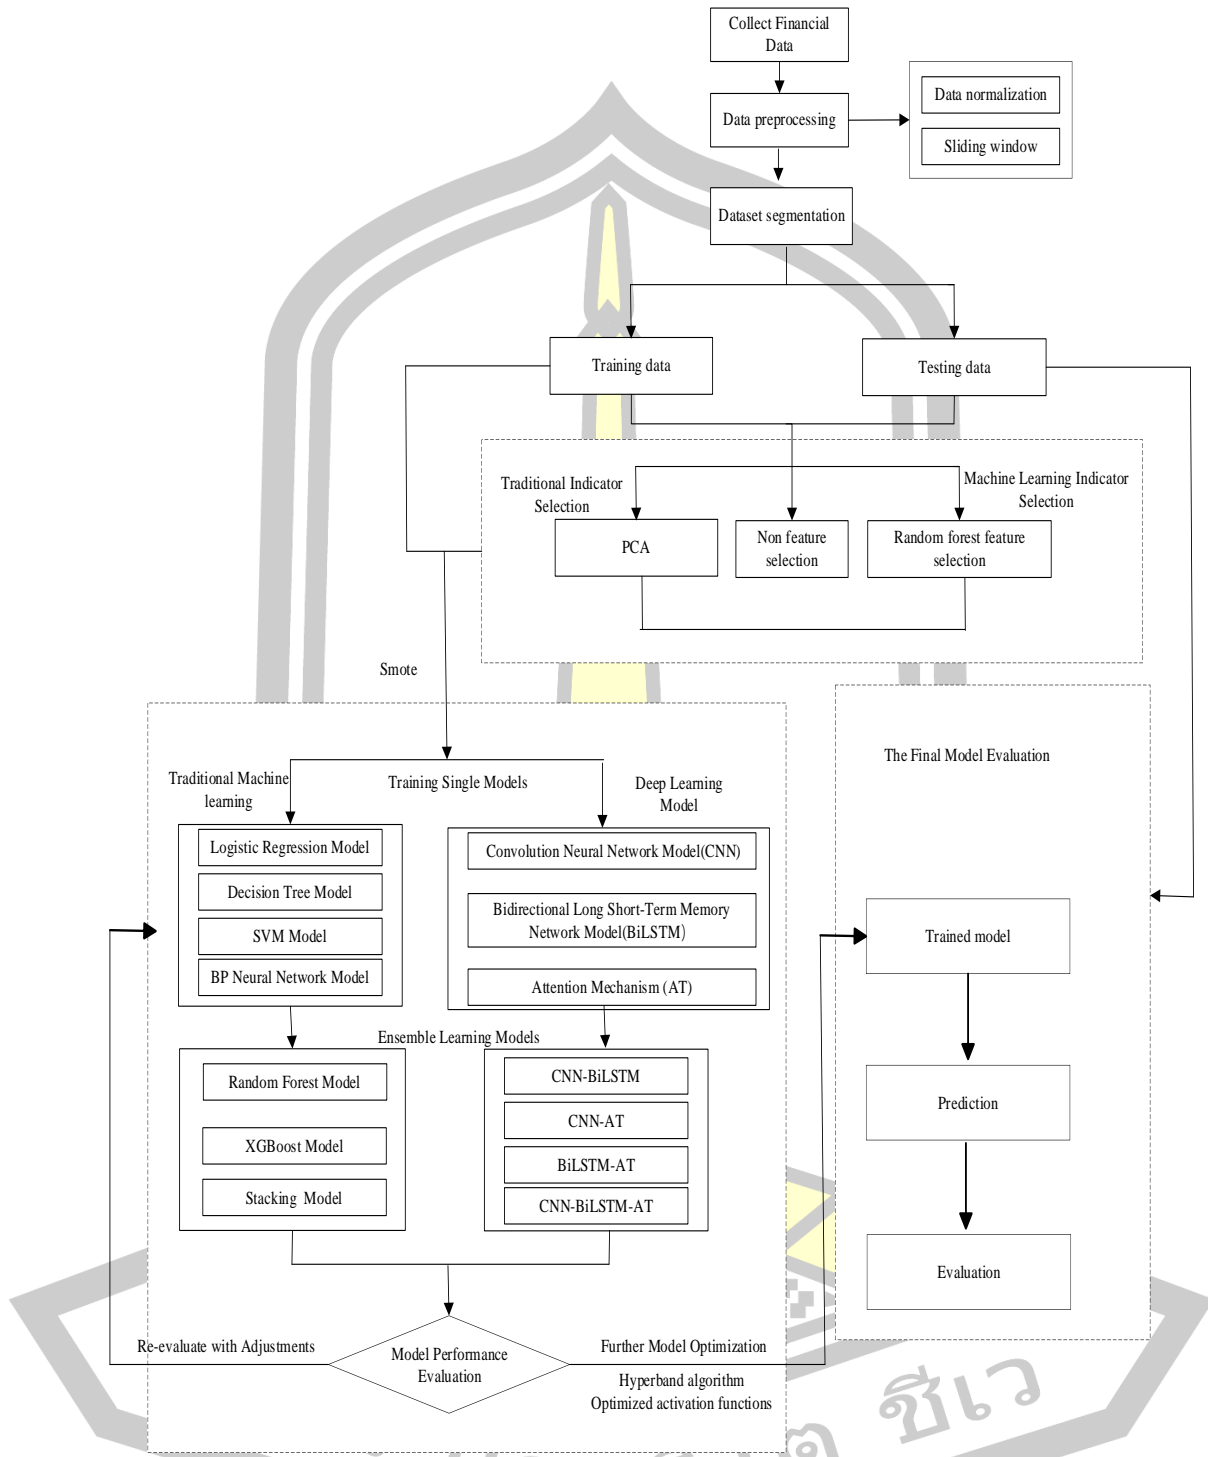 Collect Financial
Data
Data preprocessing
Data normalization
Sliding window
Dataset segmentation
Training data
Testing data
Traditional Indicator
Selection
Machine Learning Indicator
Selection
PCA
Non feature
selection
Random forest feature
selection
Smote
Traditional Machine
learning
Training Single Models
Deep Learning
Model
Logistic Regression Model
Decision Tree Model
SVM Model
BP Neural Network Model
Convolution Neural Network Model(CNN)
Bidirectional Long Short-Term Memory
Network Model(BiLSTM)
Attention Mechanism (AT)
Ensemble Learning Models
Random Forest Model
XGBoost Model
Stacking Model
CNN-BiLSTM
CNN-AT
BiLSTM-AT
CNN-BiLSTM-AT
Model Performance
Evaluation
Re-evaluate with Adjustments
Further Model Optimization
Hyperband algorithm
Optimized activation functions
The Final Model Evaluation
Trained model
Prediction
Evaluation
ชีเว